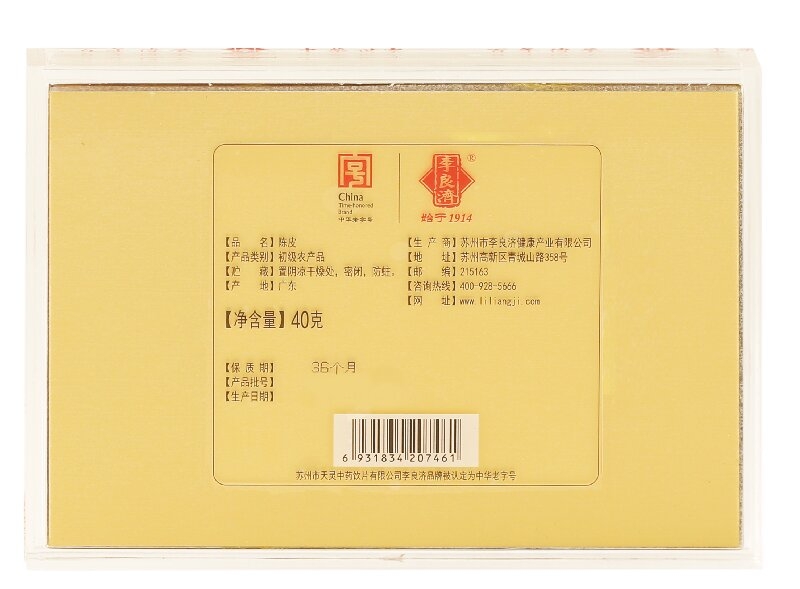 China
Time-honored
Brand
中华老字号
李良济®
始于1914
【品 名】陈皮
【产品类别】初级农产品
【贮 藏】置阴凉干燥处，密闭，防蛀。
【产 地】广东
【净含量】40克
【生 产 商】苏州市李良济健康产业有限公司
【地 址】苏州高新区青城山路358号
【邮 编】215163
【咨询热线】400-928-5666
【网 址】www.liliangji.com
【保 质 期】 36个月
【产品批号】
【生产日期】
6 931834 207461
苏州市天灵中药饮片有限公司李良济品牌被认定为中华老字号